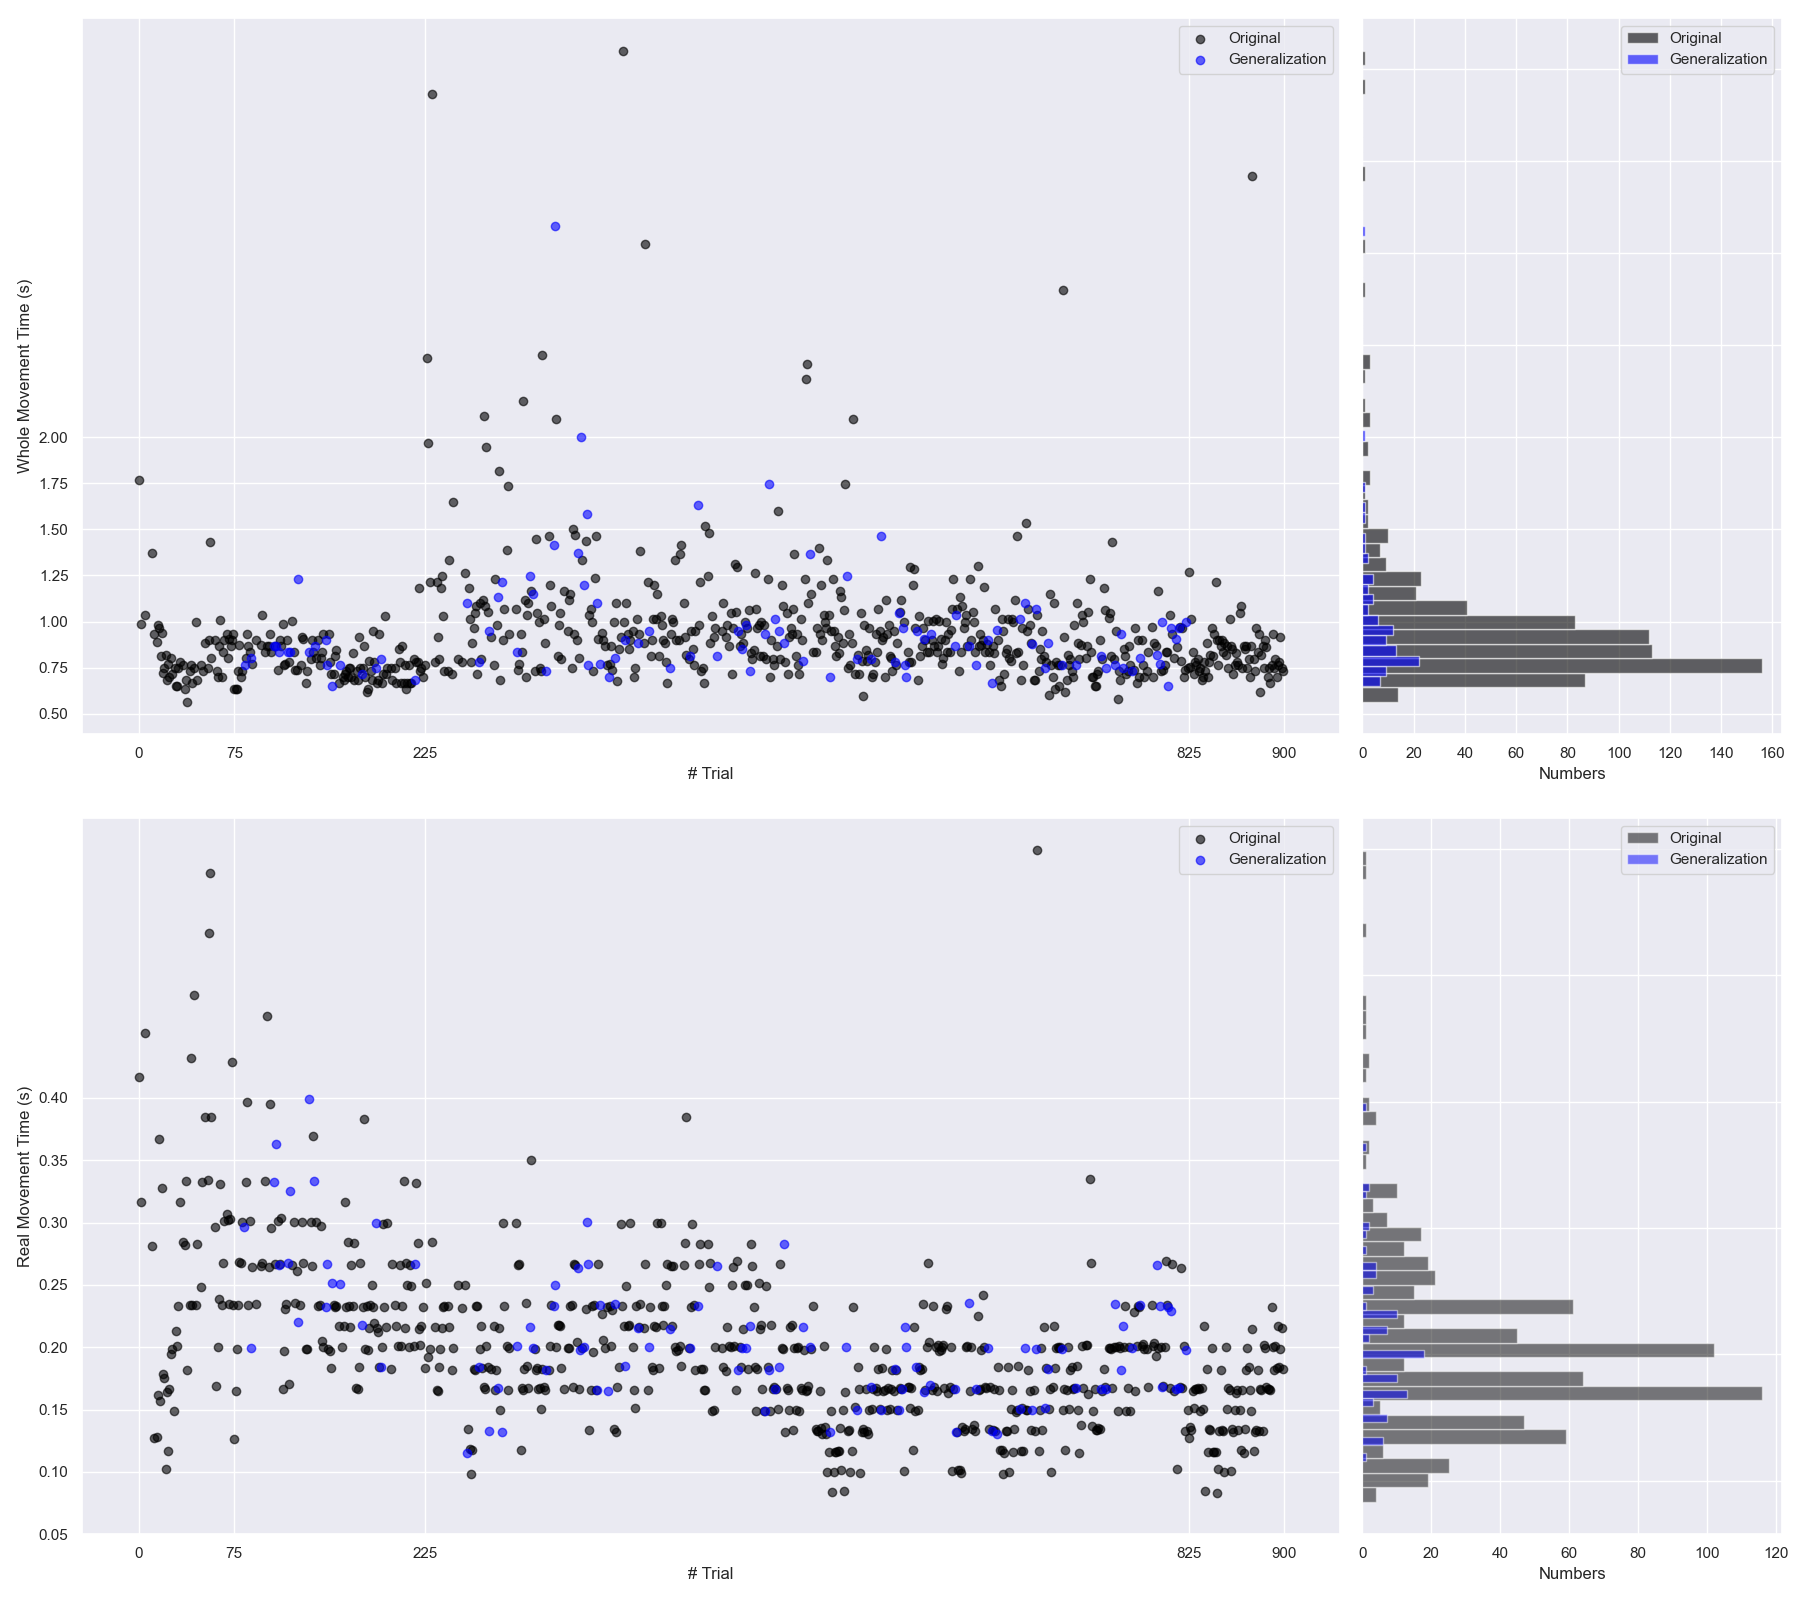 Original
Generalization
Original
Generalization
Whole Movement Time (s)
2.00
1.75
1.50
1.25
1.00
0.75
0.50
0 75 225 825 900
# Trial
0 20 40 60 80 100 120 140 160
Numbers
Original
Generalization
Original
Generalization
Real Movement Time (s)
0.40
0.35
0.30
0.25
0.20
0.15
0.10
0.05
0 75 225 825 900
# Trial
0 20 40 60 80 100 120
Numbers